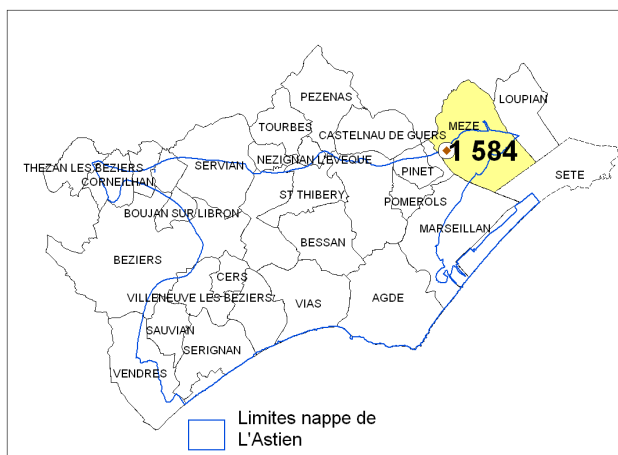 LOUPIAN
PEZENAS
TOURBES
MEZE
CASTELNAU DE GUERS
1 584
NEZIGNAN L'EVEQUE
SERVIAN
THEZAN LES BEZIERS
PINET
SETE
CORNEILHAN
ST THIBERY
POMEROLS
BOUJAN SUR LIBRON
MARSEILLAN
BESSAN
BEZIERS
CERS
VILLENEUVE LES BEZIERS
VIAS
AGDE
SAUVIAN
SERIGNAN
VENDRES
Limites nappe de
L'Astien